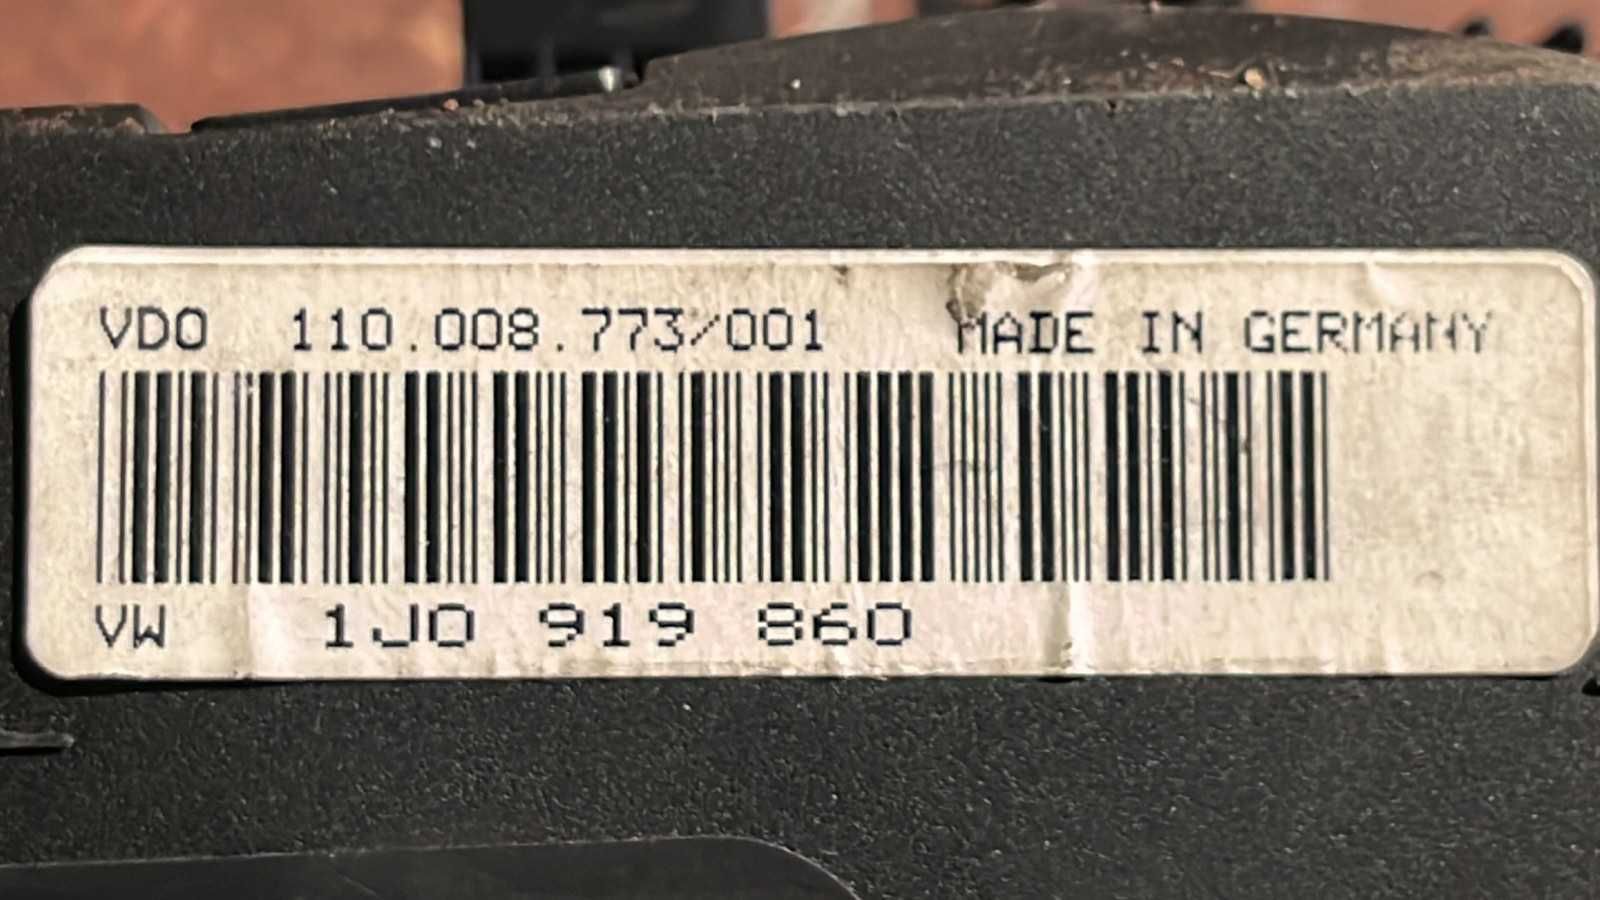 VDO 110.008.773/001 MADE IN GERMANY
VW 1J0 919 860